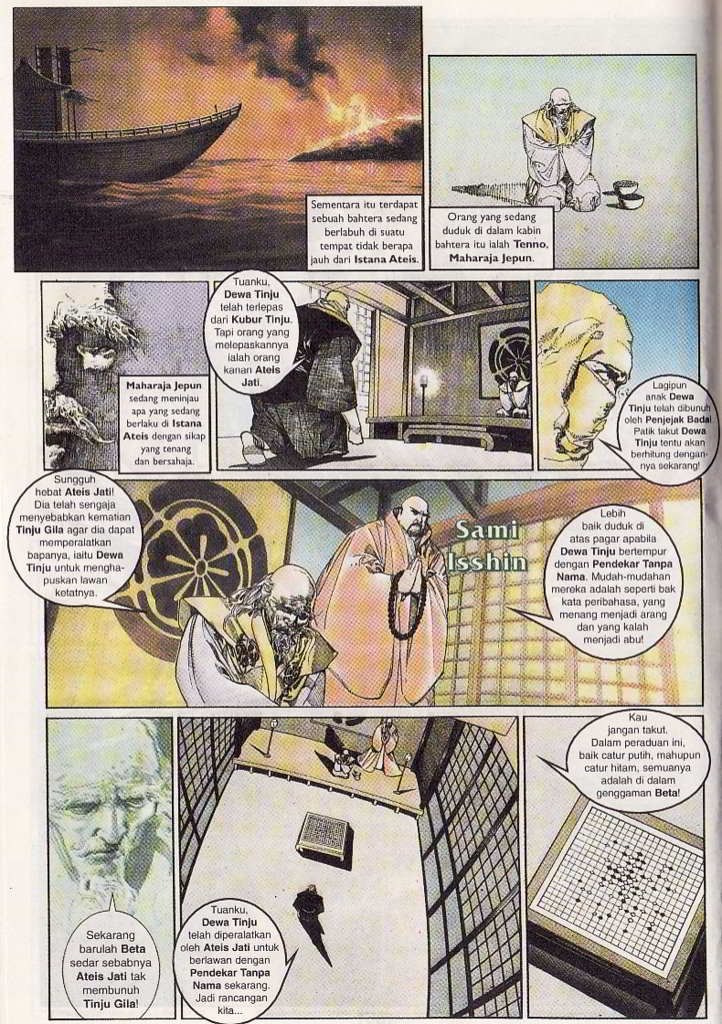 Sementara itu terdapat
sebuah bahtera sedang
berlabuh di suatu
tempat tidak berapa
jauh dari Istana Ateis.
Orang yang sedang
duduk di dalam kabin
bahtera itu ialah Tenno,
Maharaja Jepun.
Maharaja Jepun
sedang meninjau
apa yang sedang
berlaku di Istana
Ateis dengan sikap
yang tenang
dan bersahaja.
Tuanku,
Dewa Tinju
telah terlepas
dari Kubur Tinju.
Tapi orang yang
melepaskannya
ialah orang
kanan Ateis
Jati.
Lagipun
anak Dewa
Tinju telah dibunuh
oleh Penjejak Badai.
Patik takut Dewa
Tinju tentu akan
berhitung dengan-
nya sekarang!
Sungguh
hebat Ateis Jati!
Dia telah sengaja
menyebabkan kematian
Tinju Gila agar dia dapat
memperalatkan
bapanya, iaitu Dewa
Tinju untuk mengha-
puskan lawan
ketatnya.
Sami
Isshin
Lebih
baik duduk di
atas pagar apabila
Dewa Tinju bertempur
dengan Pendekar Tanpa
Nama. Mudah-mudahan
mereka adalah seperti bak
kata peribahasa, yang
menang menjadi arang
dan yang kalah
menjadi abu!
Sekarang
barulah Beta
sedar sebabnya
Ateis Jati tak
membunuh
Tinju Gila!
Tuanku,
Dewa Tinju
telah diperalatkan
oleh Ateis Jati untuk
berlawan dengan
Pendekar Tanpa
Nama sekarang.
Jadi rancangan
kita...
Kau
jangan takut.
Dalam peraduan ini,
baik catur putih, mahupun
catur hitam, semuanya
adalah di dalam
genggaman Beta!